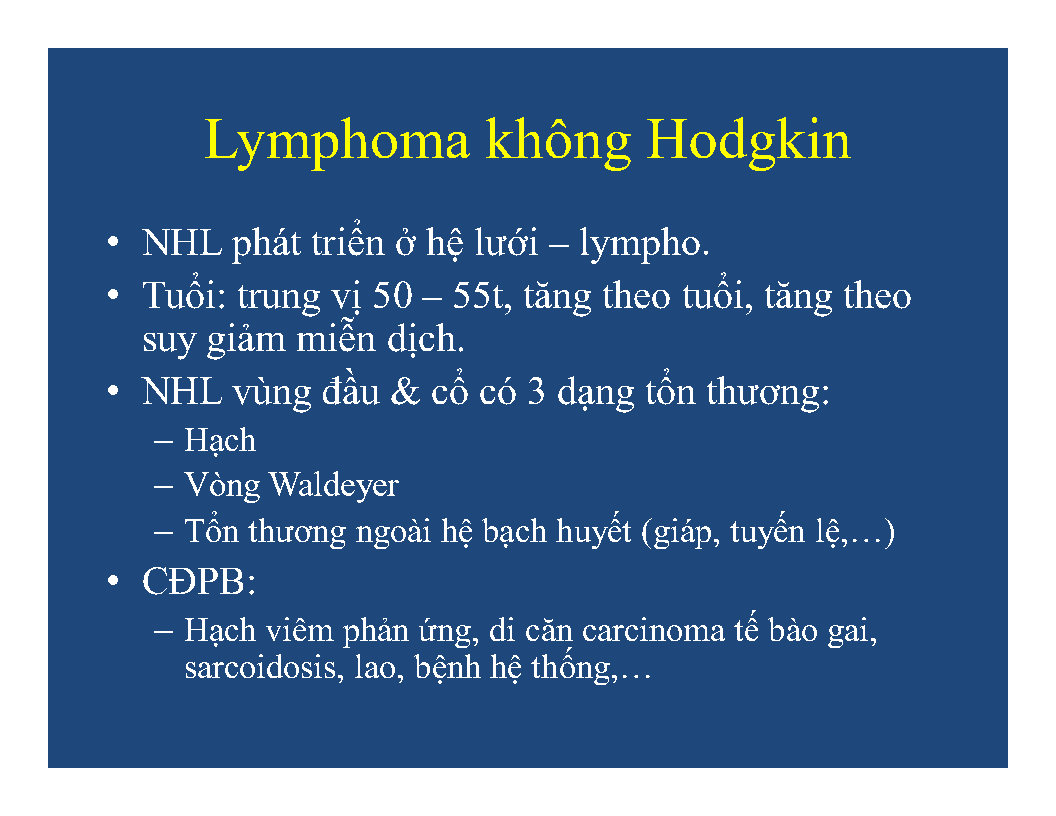 Lymphoma không Hodgkin
• NHL phát triển ở hệ lưới – lympho.
• Tuổi: trung vị 50 – 55t, tăng theo tuổi, tăng theo
suy giảm miễn dịch.
• NHL vùng đầu & cổ có 3 dạng tổn thương:
– Hạch
– Vòng Waldeyer
– Tổn thương ngoài hệ bạch huyết (giáp, tuyến lệ,…)
• CĐPB:
– Hạch viêm phản ứng, di căn carcinoma tế bào gai,
sarcoidosis, lao, bệnh hệ thống,…